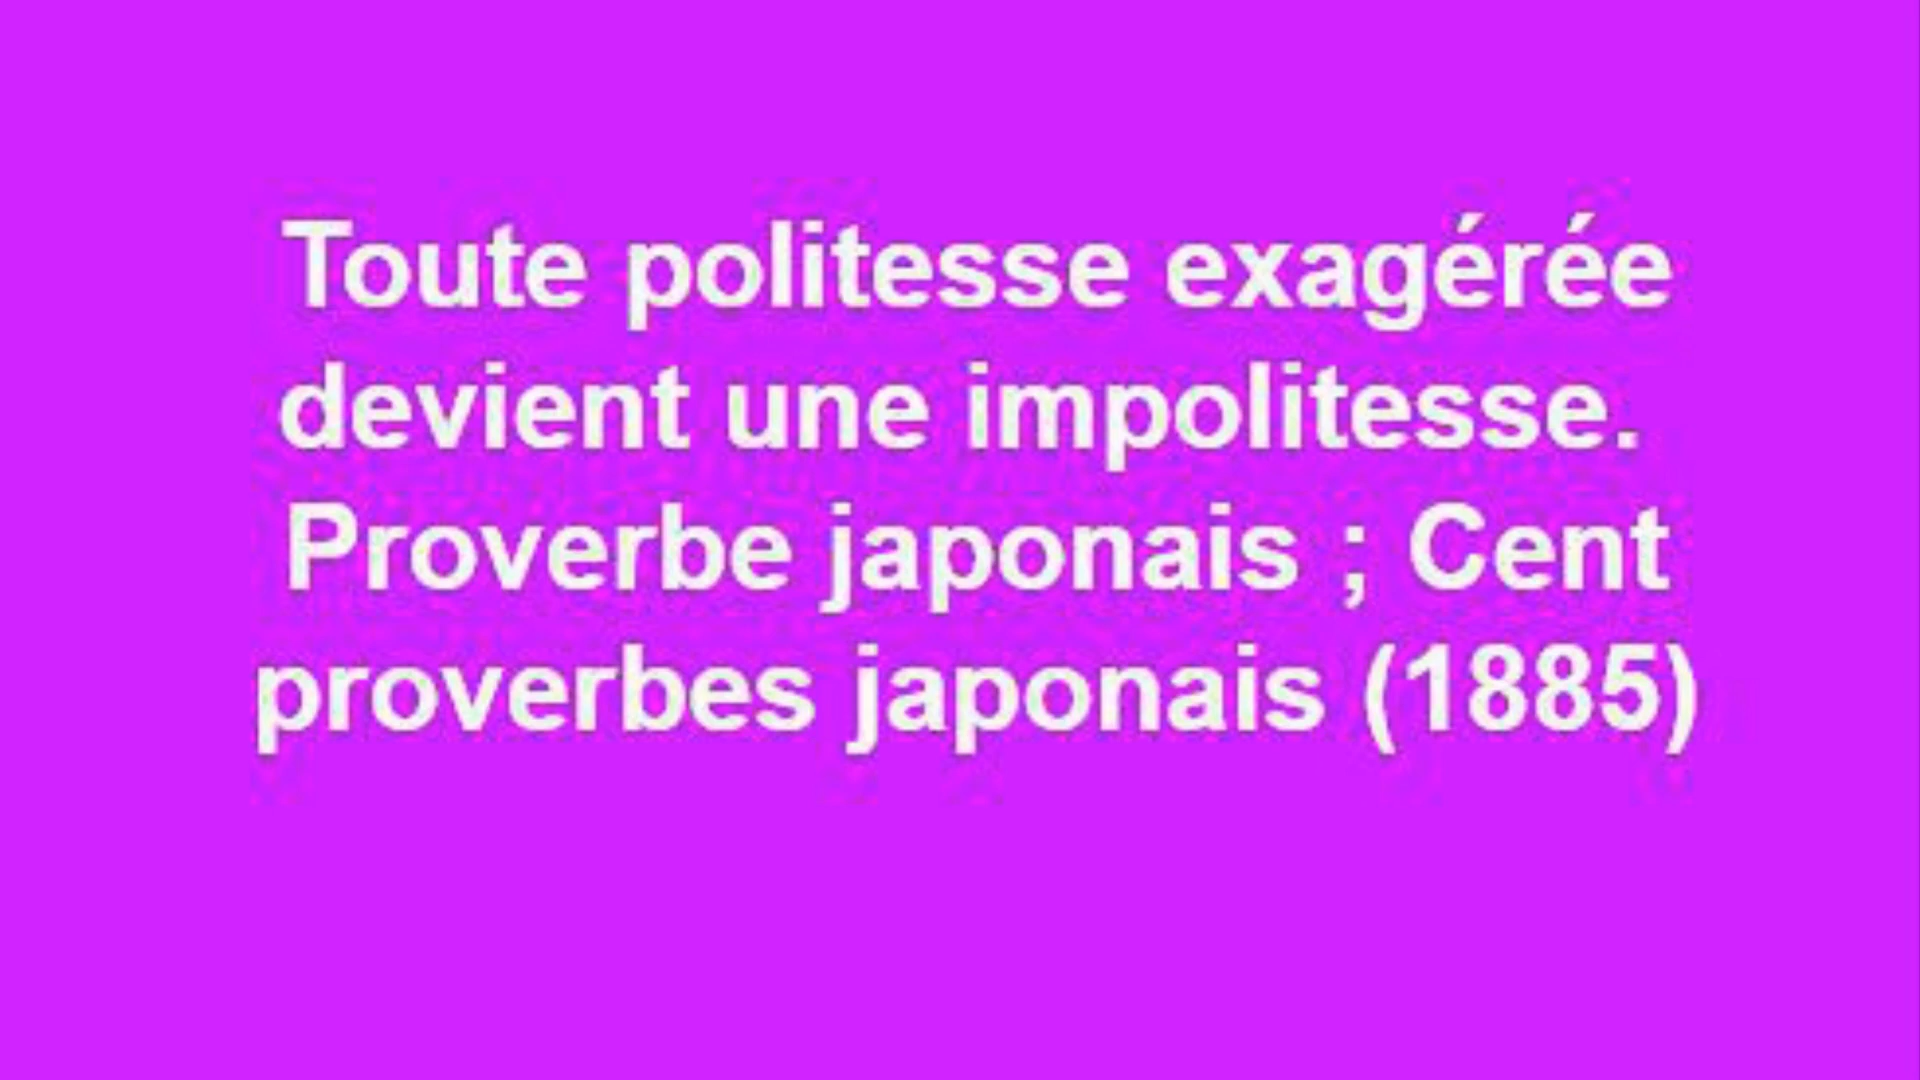 Toute politesse exagérée
devient une impolitesse.
Proverbe japonais ; Cent
proverbes japonais (1885)